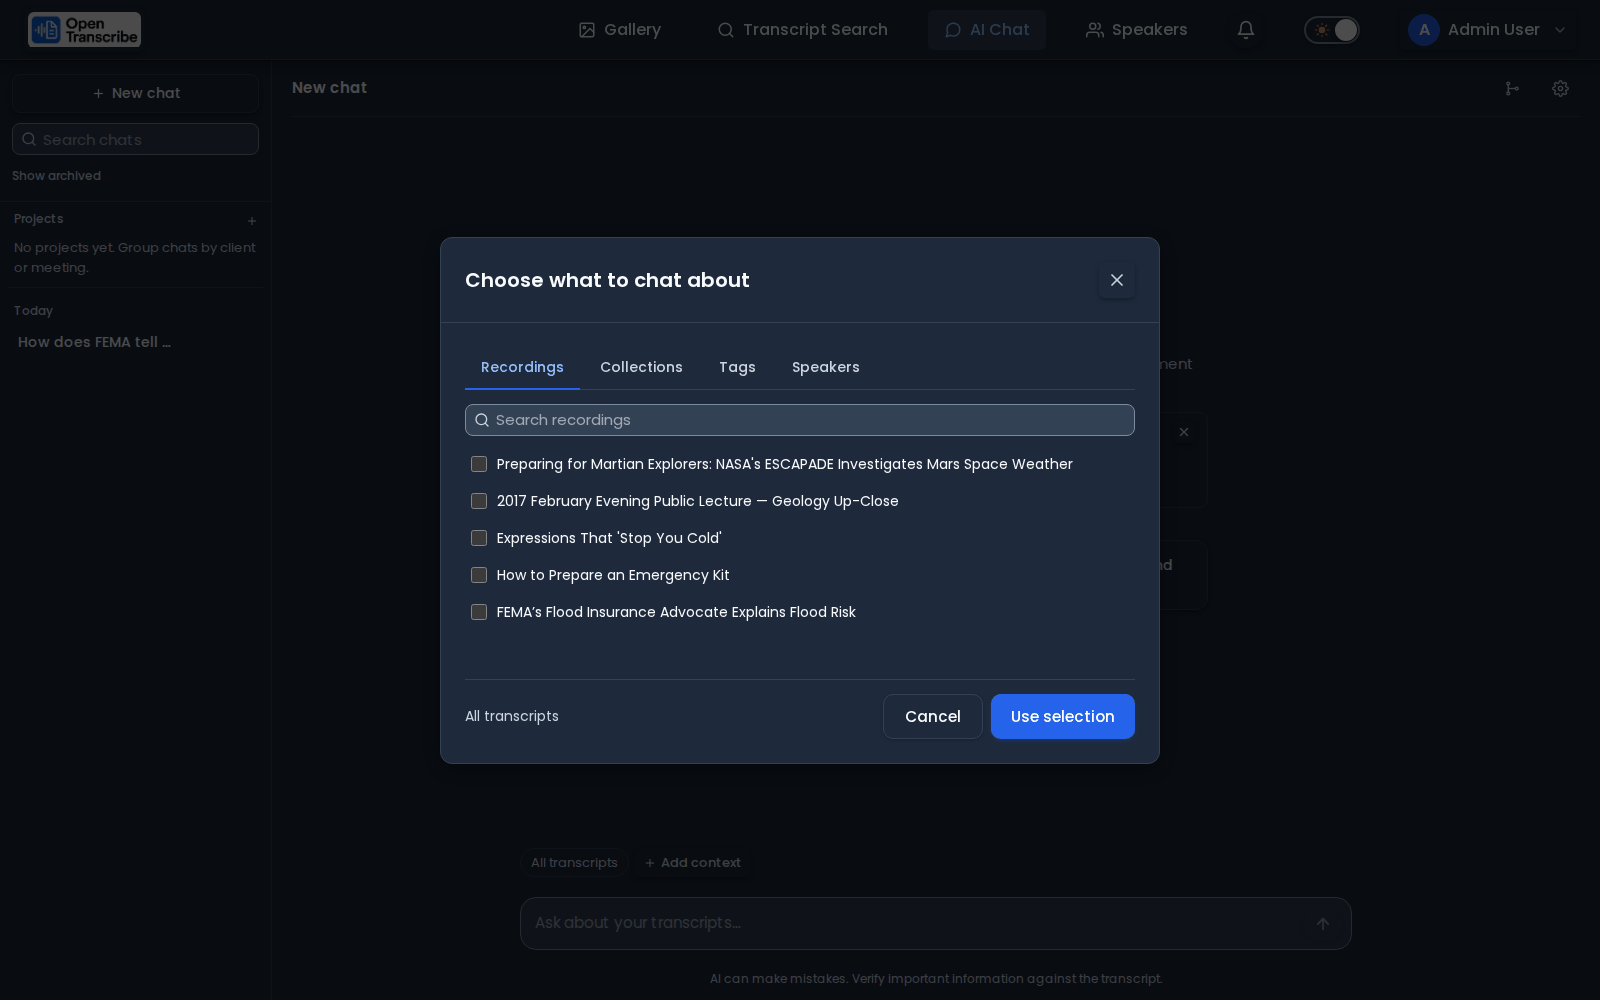 Open
Transcribe
Gallery
Transcript Search
AI Chat
Speakers
A
Admin User
New chat
Search chats
Show archived
Projects
No projects yet. Group chats by client
or meeting.
Today
How does FEMA tell ...
New chat
Choose what to chat about
Recordings
Collections
Tags
Speakers
Search recordings
Preparing for Martian Explorers: NASA's ESCAPADE Investigates Mars Space Weather
2017 February Evening Public Lecture — Geology Up-Close
Expressions That 'Stop You Cold'
How to Prepare an Emergency Kit
FEMA’s Flood Insurance Advocate Explains Flood Risk
All transcripts
Cancel
Use selection
All transcripts
Add context
Ask about your transcripts...
AI can make mistakes. Verify important information against the transcript.